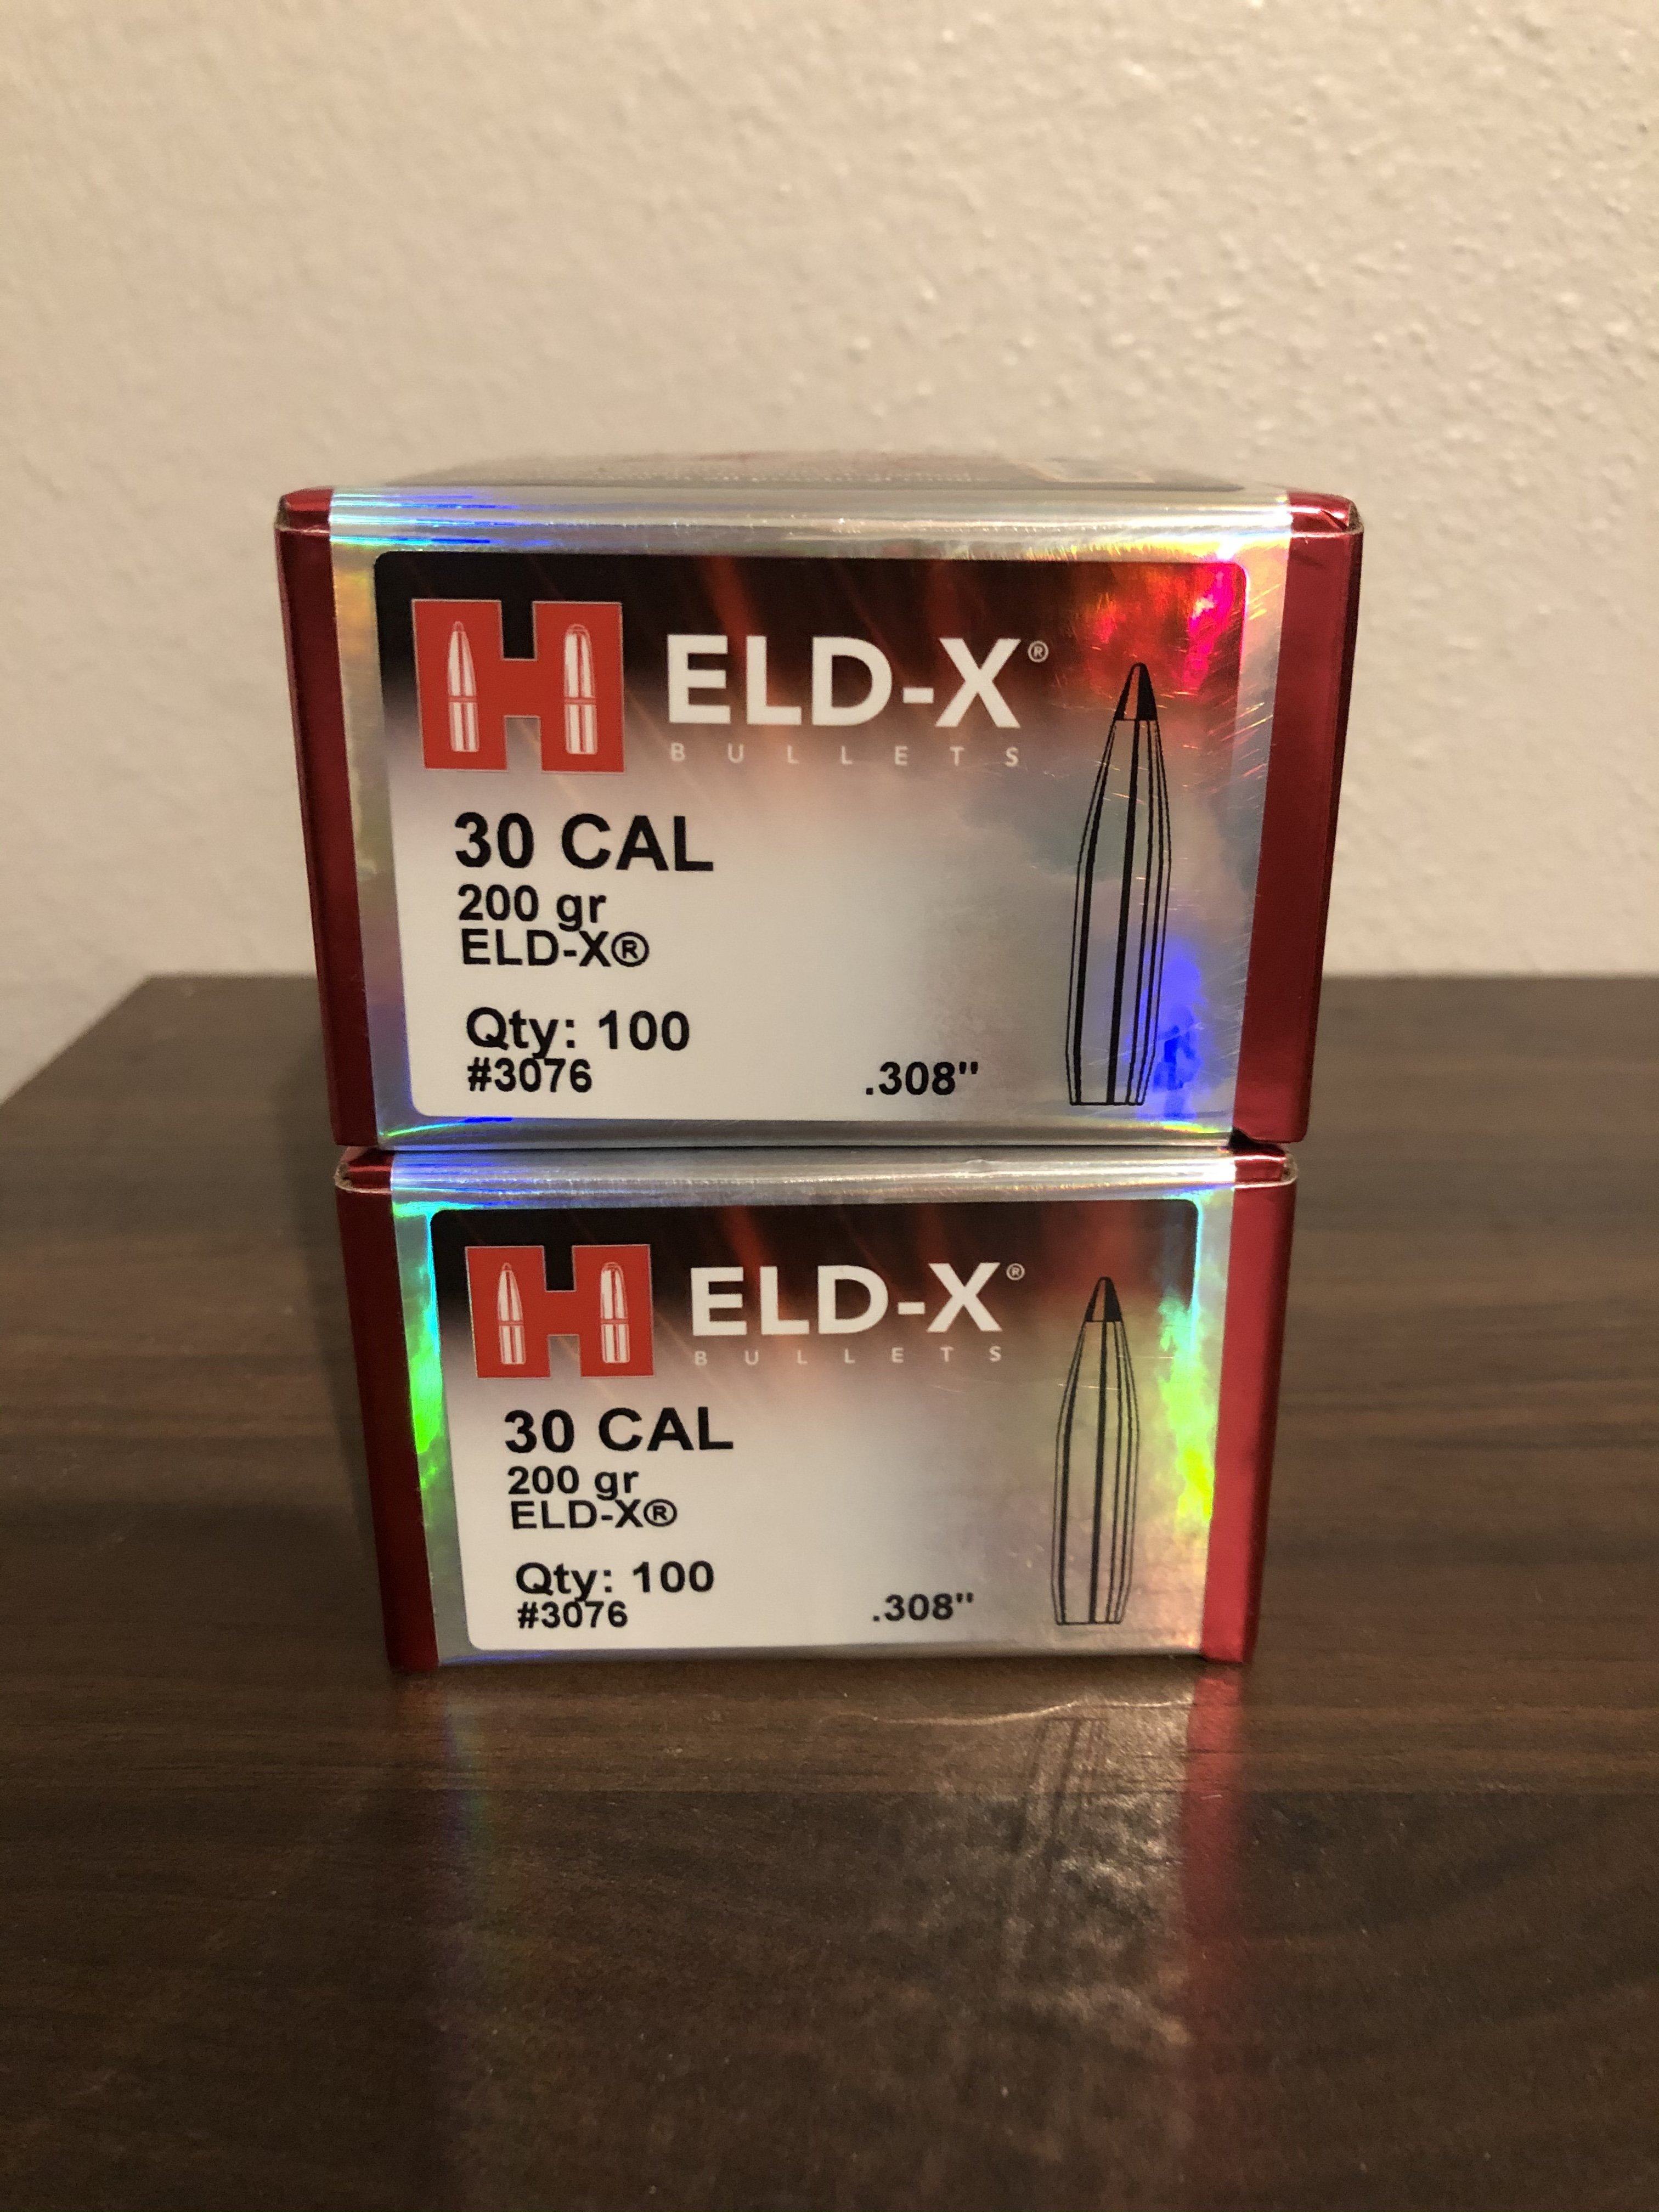 H ELD-X®
BULLETS
30 CAL
200 gr
ELD-X®
Qty: 100
#3076 .308"
H ELD-X®
BULLETS
30 CAL
200 gr
ELD-X®
Qty: 100
#3076 .308"